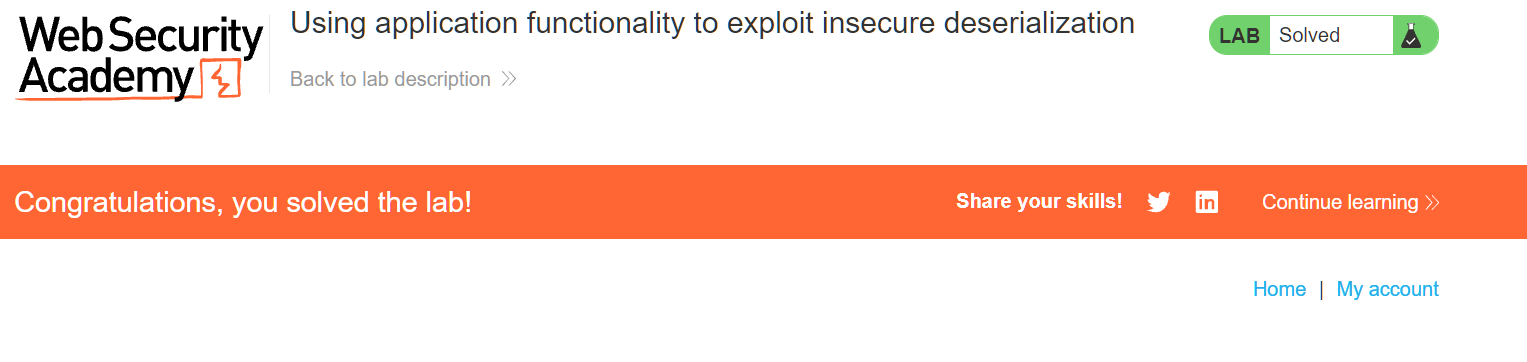 Web Security
Academy
Using application functionality to exploit insecure deserialization
Back to lab description
LAB Solved
Congratulations, you solved the lab!
Share your skills!
in
Continue learning
Home | My account